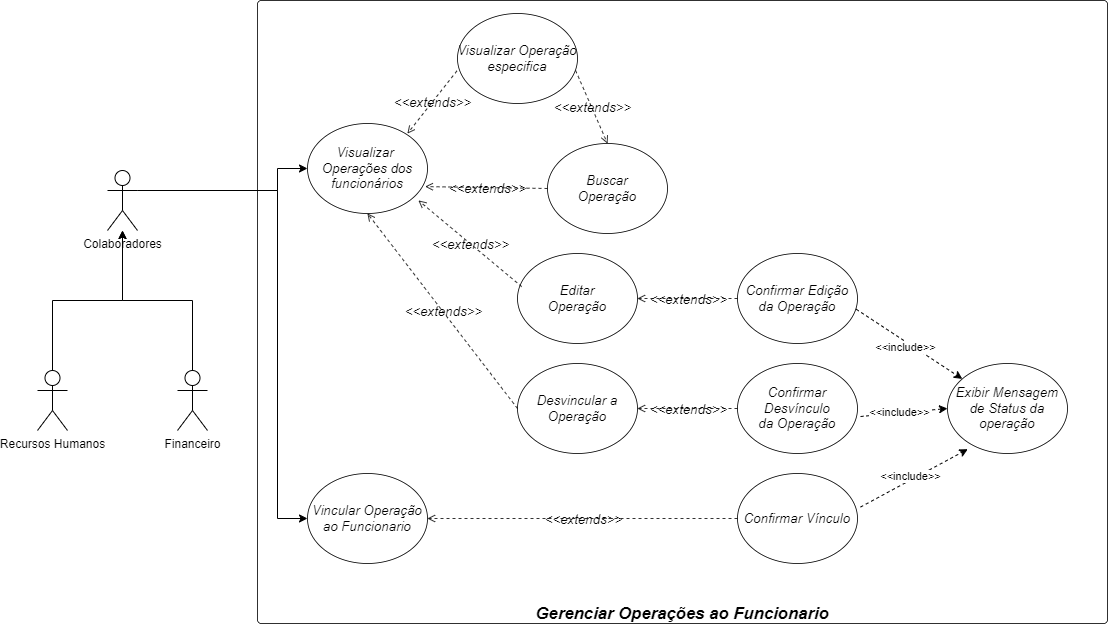 Visualizar Operação
especifica
<<extends>>
<<extends>>
Visualizar
Operações dos
funcionários
Buscar
Operação
<<extends>>
Colaboradores
<<extends>>
Editar
Operação
<<extends>>
Confirmar Edição
da Operação
<<extends>>
<<include>>
Recursos Humanos
Financeiro
Desvincular a
Operação
<<extends>>
Confirmar
Desvínculo
da Operação
<<include>>
Exibir Mensagem
de Status da
operação
<<include>>
Vincular Operação
ao Funcionario
<<extends>>
Confirmar Vínculo
Gerenciar Operações ao Funcionario